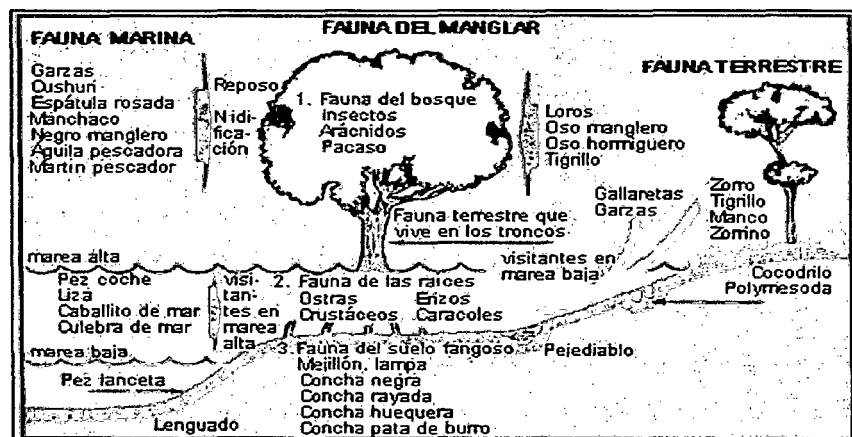 FAUNA DEL MANGLAR
FAUNA MARINA
Garzas
Cushuri
Espátula rosada
Manchaco
Negro manglero
Aguila pescadora
Martin pescador
Reposo
Nidi-
fica-
ción
1. Fauna del bosque
Insectos
Arácnidos
Pacaso
Loros
Oso manglero
Oso hormiguero
Tigrillo
FAUNA TERRESTRE
Gallaretas
Garzas
Zorro
Tigrillo
Manco
Zorrino
Fauna terrestre que
vive en los troncos
marea alta
visitantes en
marea baja
Cocodrilo
Polymesoda
Pez coche
Liza
Caballito de mar
Culebra de mar
visi-
tan-
tes en
marea
alta
2. Fauna de las raices
Ostras Erizos
Crustáceos Caracoles
marea baja
3. Fauna del suelo fangoso
Mejillón, lampa
Concha negra
Concha rayada
Concha huequera
Concha pata de burro
Pejediablo
Pez lanceta
Lenguado